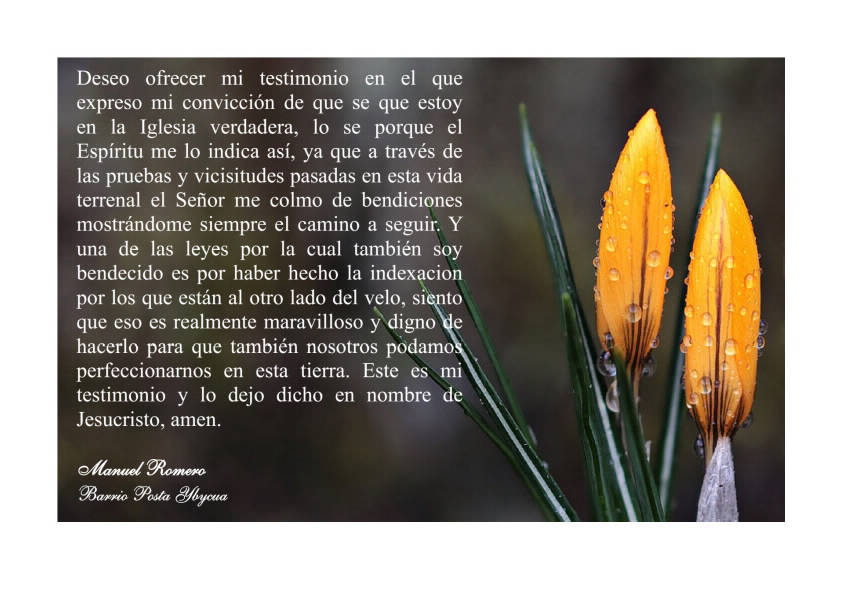 Deseo ofrecer mi testimonio en el que
expreso mi convicción de que se que estoy
en la Iglesia verdadera, lo se porque el
Espíritu me lo indica así, ya que a través de
las pruebas y vicisitudes pasadas en esta vida
terrenal el Señor me colmo de bendiciones
mostrándome siempre el camino a seguir. Y
una de las leyes por la cual también soy
bendecido es por haber hecho la indexacion
por los que están al otro lado del velo, siento
que eso es realmente maravilloso y digno de
hacerlo para que también nosotros podamos
perfeccionarnos en esta tierra. Este es mi
testimonio y lo dejo dicho en nombre de
Jesucristo, amen.
Manuel Romero
Barrio Posta Ybycua